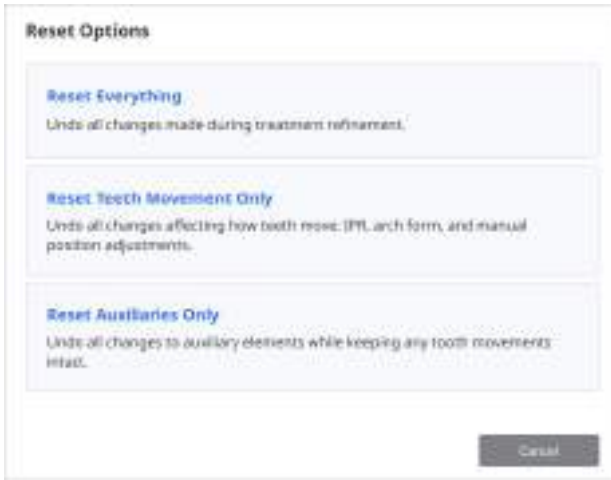 Reset Options
Reset Everything
Undo all changes made during treatment refinement.
Reset Teeth Movement Only
Undo all changes affecting how teeth move: IPR, arch form, and manual
position adjustments.
Reset Auxiliaries Only
Undo all changes to auxiliary elements while keeping any tooth movements
intact.
Cancel